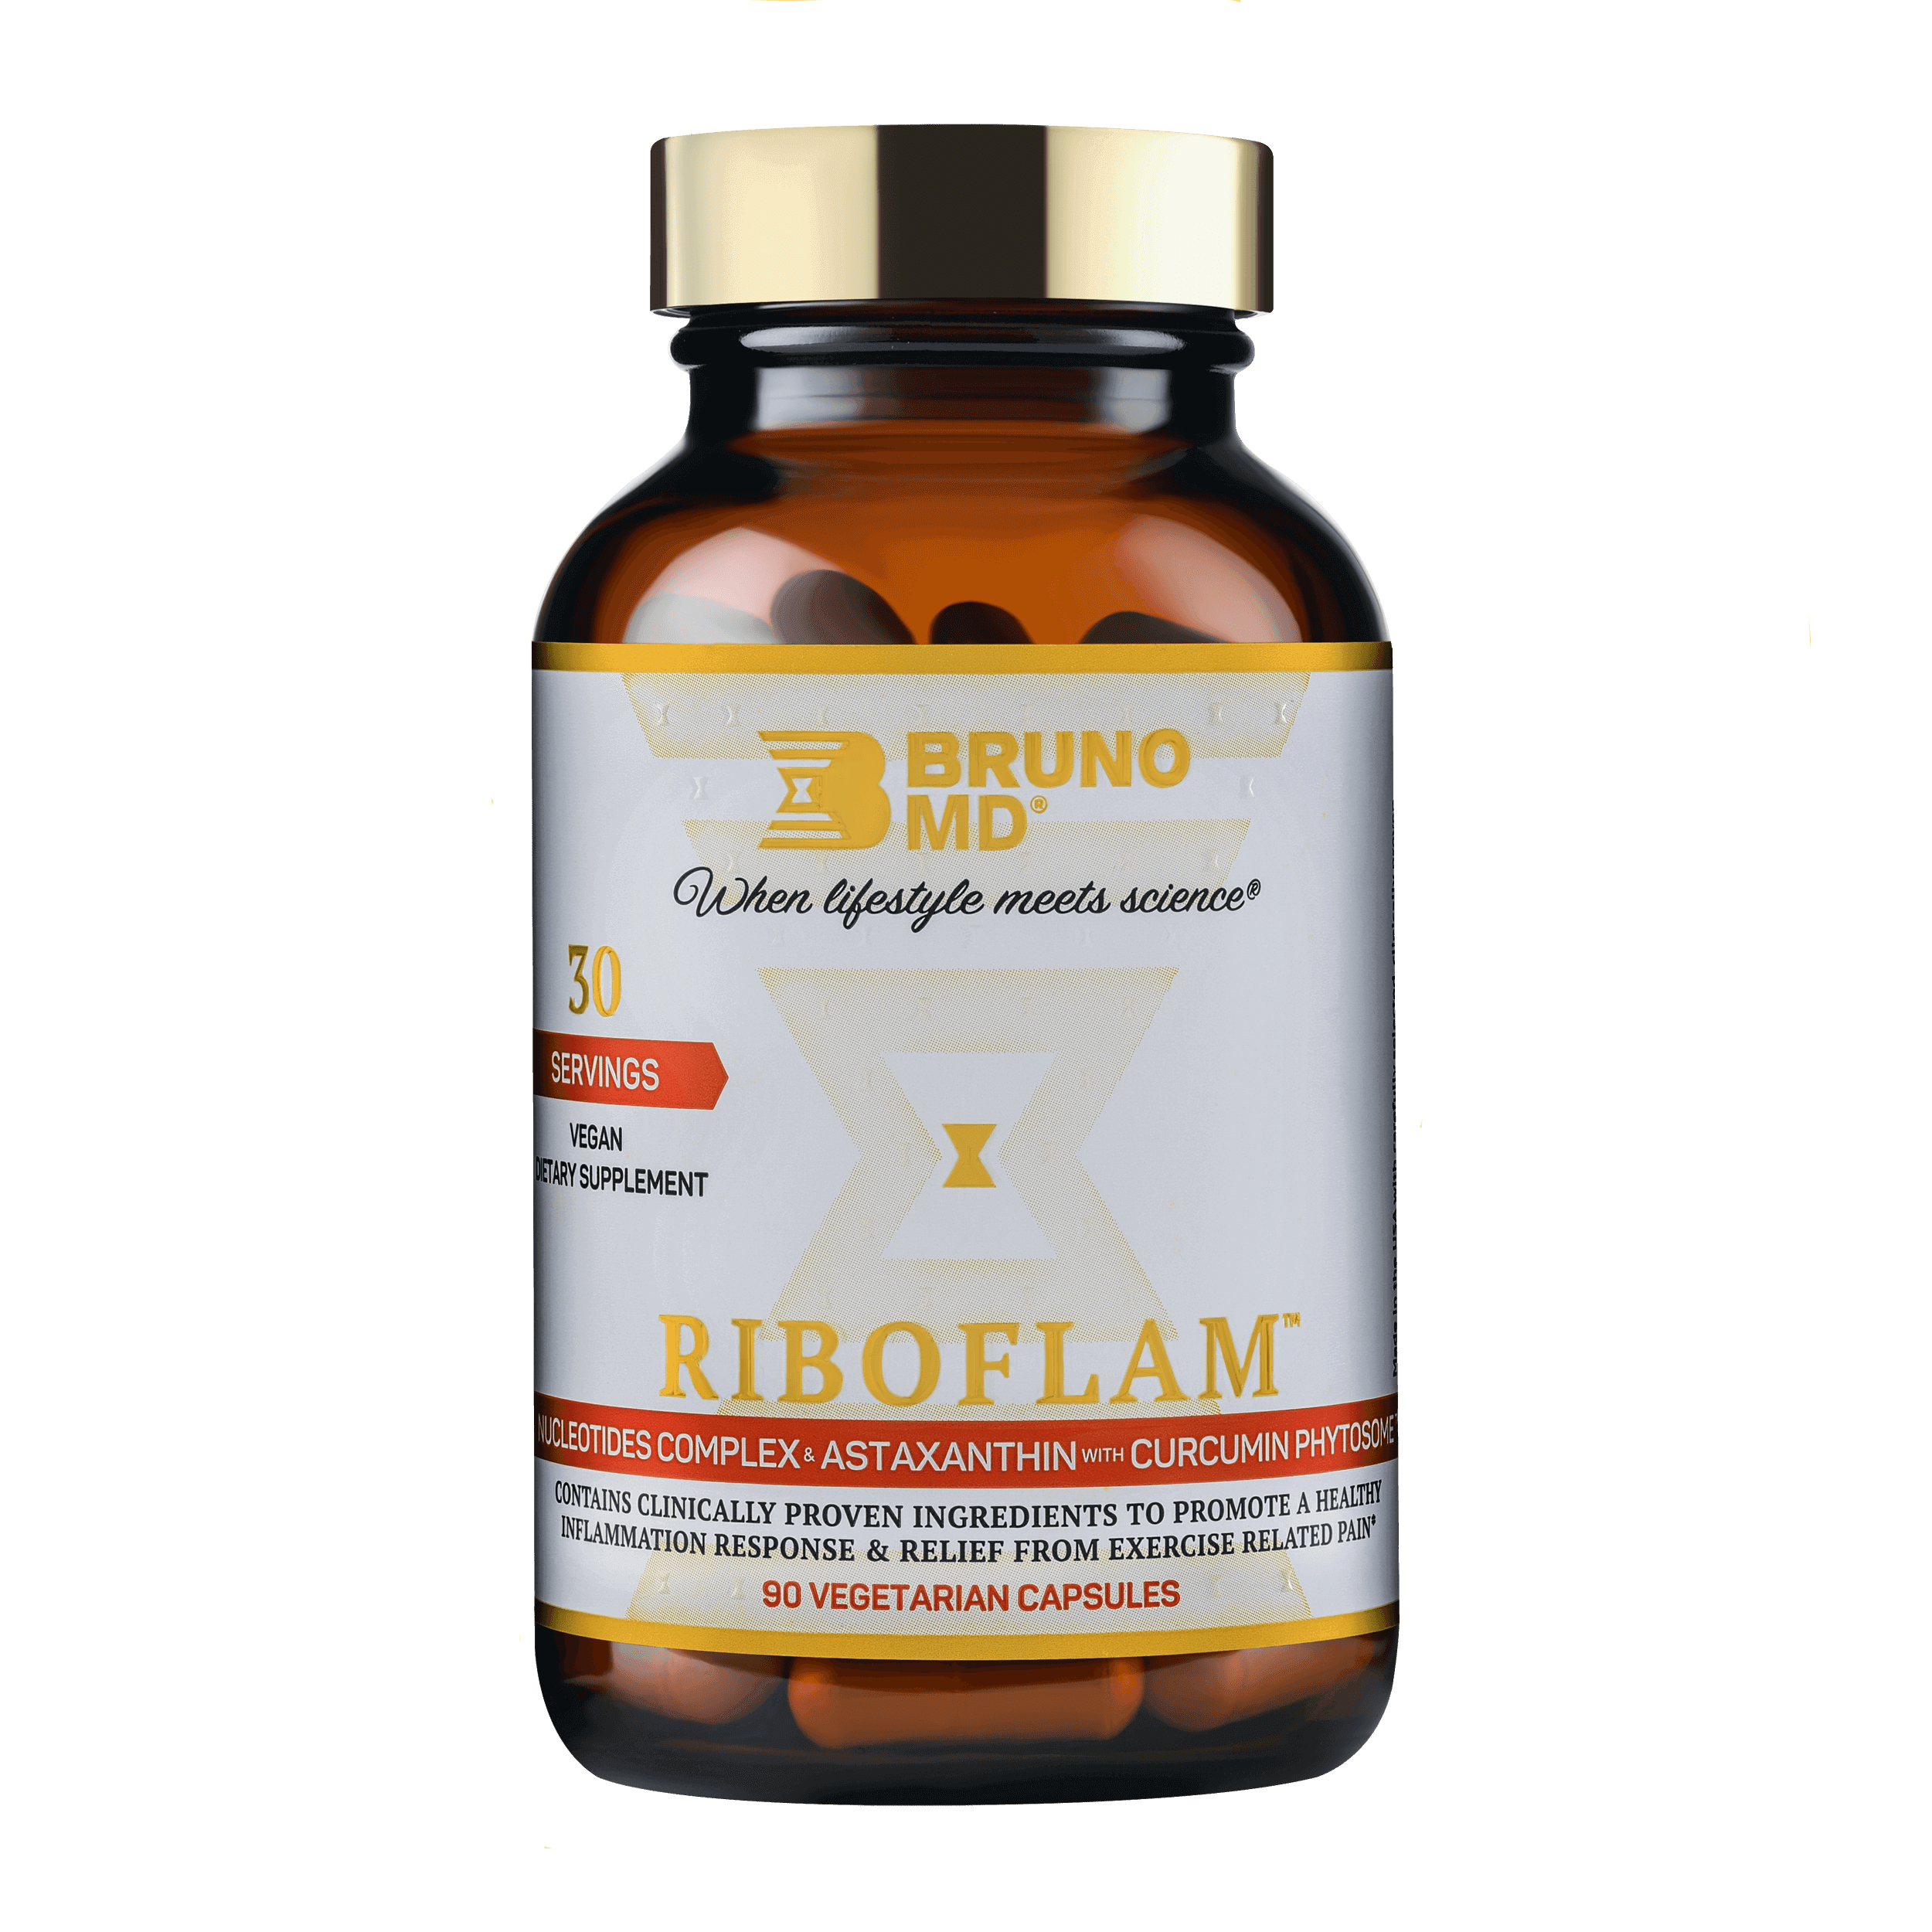 BRUNO
MD®
When lifestyle meets science®
30
SERVINGS
VEGAN
DIETARY SUPPLEMENT
RIBOFLAM™
NUCLEOTIDES COMPLEX & ASTAXANTHIN WITH CURCUMIN PHYTOSOME
CONTAINS CLINICALLY PROVEN INGREDIENTS TO PROMOTE A HEALTHY
INFLAMMATION RESPONSE & RELIEF FROM EXERCISE RELATED PAIN‡
90 VEGETARIAN CAPSULES